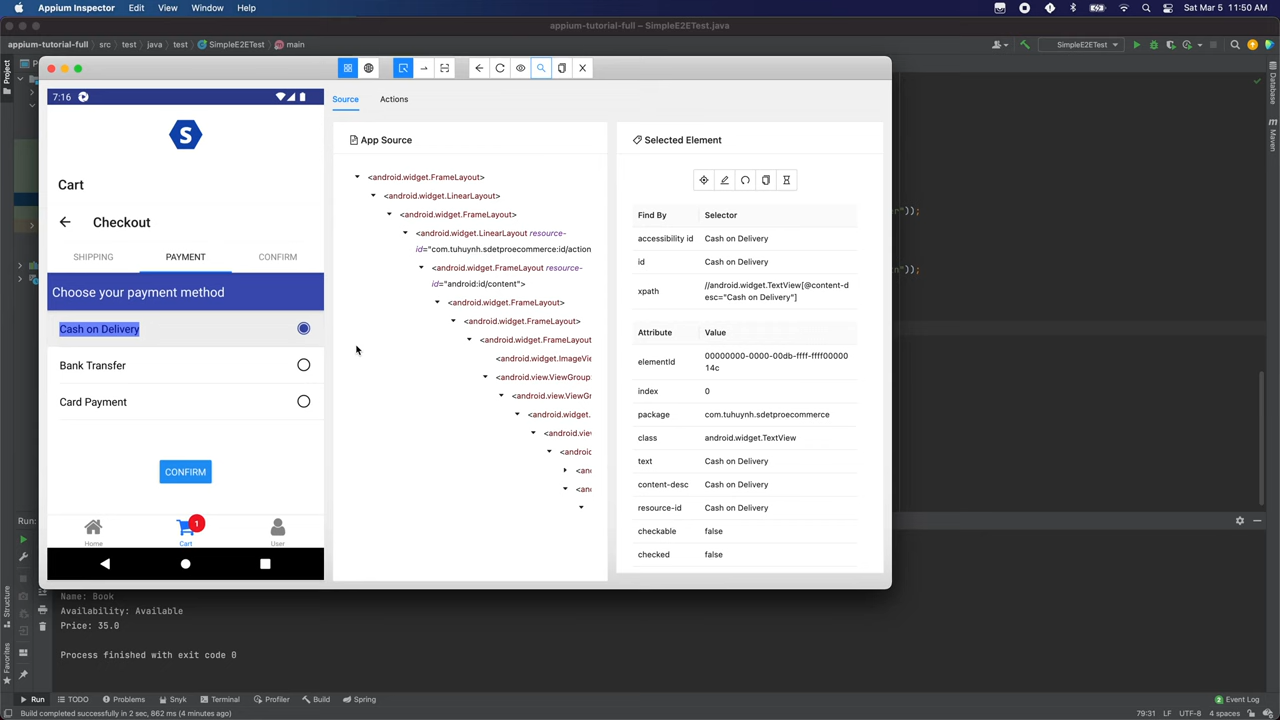 Appium Inspector Edit View Window Help
Sat Mar 5 11:50 AM
appium-tutorial-full – SimpleE2ETest.java
appium-tutorial-full src test java test SimpleE2ETest main
SimpleE2ETest
Project
Database
Maven
7:16
S
Cart
Checkout
SHIPPING PAYMENT CONFIRM
Choose your payment method
Cash on Delivery
Bank Transfer
Card Payment
CONFIRM
1
Home Cart User
Source Actions
App Source
<android.widget.FrameLayout>
<android.widget.LinearLayout>
<android.widget.FrameLayout>
<android.widget.LinearLayout resource-
id="com.tuhuynh.sdetproecommerce:id/action
<android.widget.FrameLayout resource-
id="android:id/content">
<android.widget.FrameLayout>
<android.widget.FrameLayout>
<android.widget.FrameLayout
<android.widget.ImageVie
<android.view.ViewGroup
<android.view.ViewGr
<android.widget.
<android.vie
<android
<anc
<anc
Selected Element
Find By Selector
accessibility id Cash on Delivery
id Cash on Delivery
xpath //android.widget.TextView[@content-d
esc="Cash on Delivery"]
Attribute Value
elementId 00000000-0000-00db-ffff-ffff00000
14c
index 0
package com.tuhuynh.sdetproecommerce
class android.widget.TextView
text Cash on Delivery
content-desc Cash on Delivery
resource-id Cash on Delivery
checkable false
checked false
"));
n"));
Run:
Structure
Favorites
Name: Book
Availability: Available
Price: 35.0
Process finished with exit code 0
Run TODO Problems Snyk Terminal Profiler Build Spring
Event Log
Build completed successfully in 2 sec, 862 ms (4 minutes ago)
79:31 LF UTF-8 4 spaces